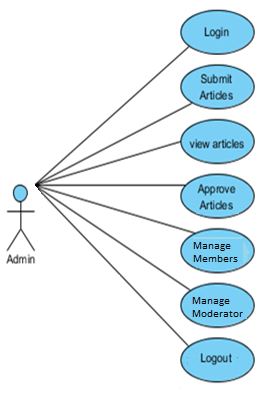 Login
Submit
Articles
view articles
Approve
Articles
Manage
Members
Manage
Moderator
Logout
Admin